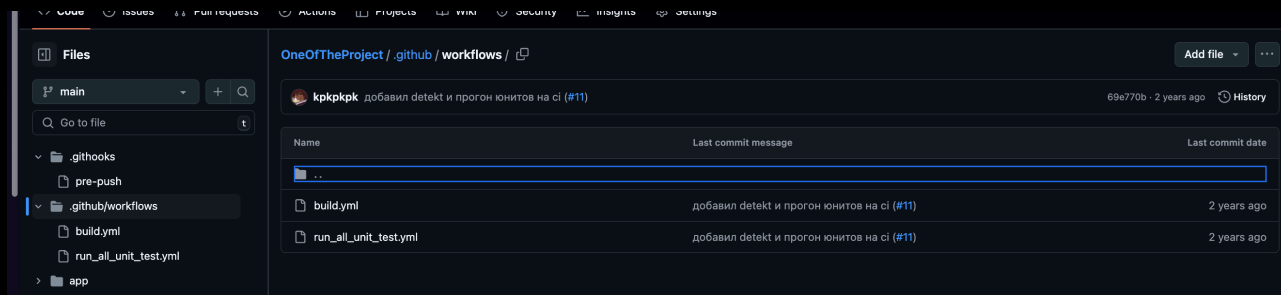 Code Issues Pull requests Actions Projects Wiki Security Insights Settings
Files
OneOfTheProject / .github / workflows /
Add file
main
kpkpkpk добавил detekt и прогон юнитов на ci (#11)
69e770b · 2 years ago History
Go to file t
Name Last commit message Last commit date
.githooks
..
pre-push
.github/workflows
build.yml добавил detekt и прогон юнитов на ci (#11) 2 years ago
build.yml
run_all_unit_test.yml добавил detekt и прогон юнитов на ci (#11) 2 years ago
run_all_unit_test.yml
app